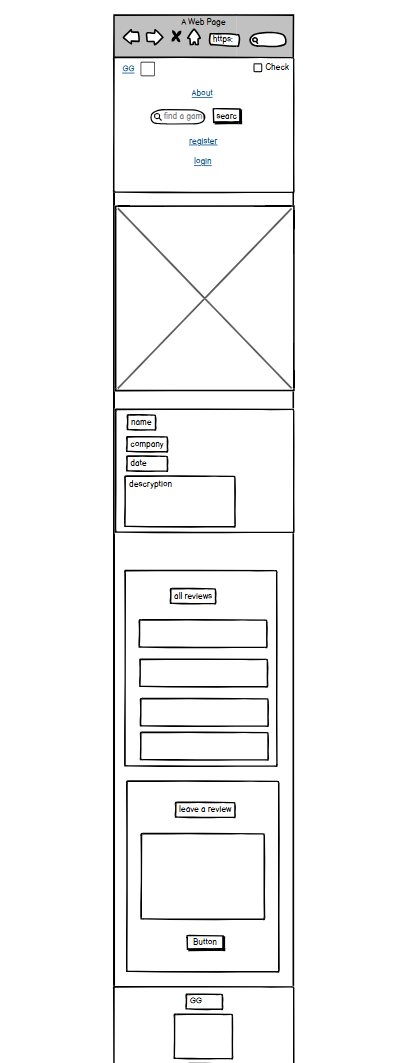 A Web Page
https:
GG
Check
About
find a gam
searc
register
login
name
company
date
descryption
all reviews
leave a review
Button
GG